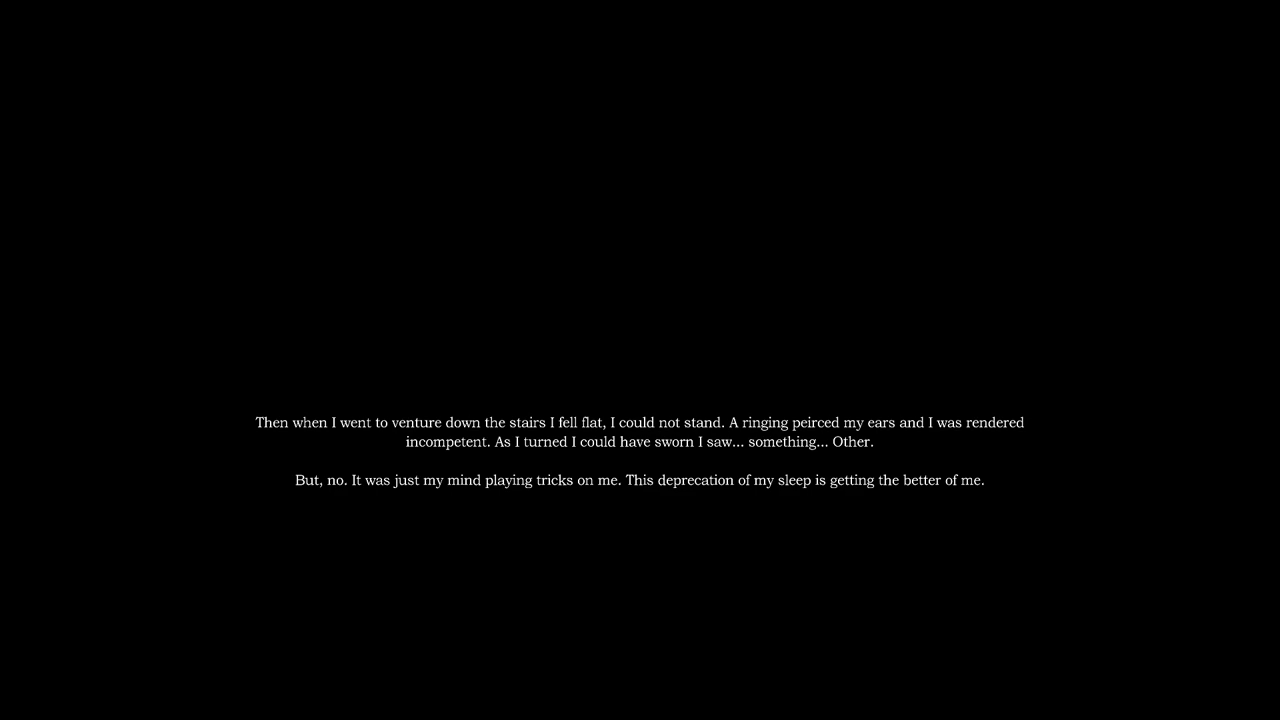 Then when I went to venture down the stairs I fell flat, I could not stand. A ringing peirced my ears and I was rendered
incompetent. As I turned I could have sworn I saw... something... Other.
But, no. It was just my mind playing tricks on me. This deprecation of my sleep is getting the better of me.